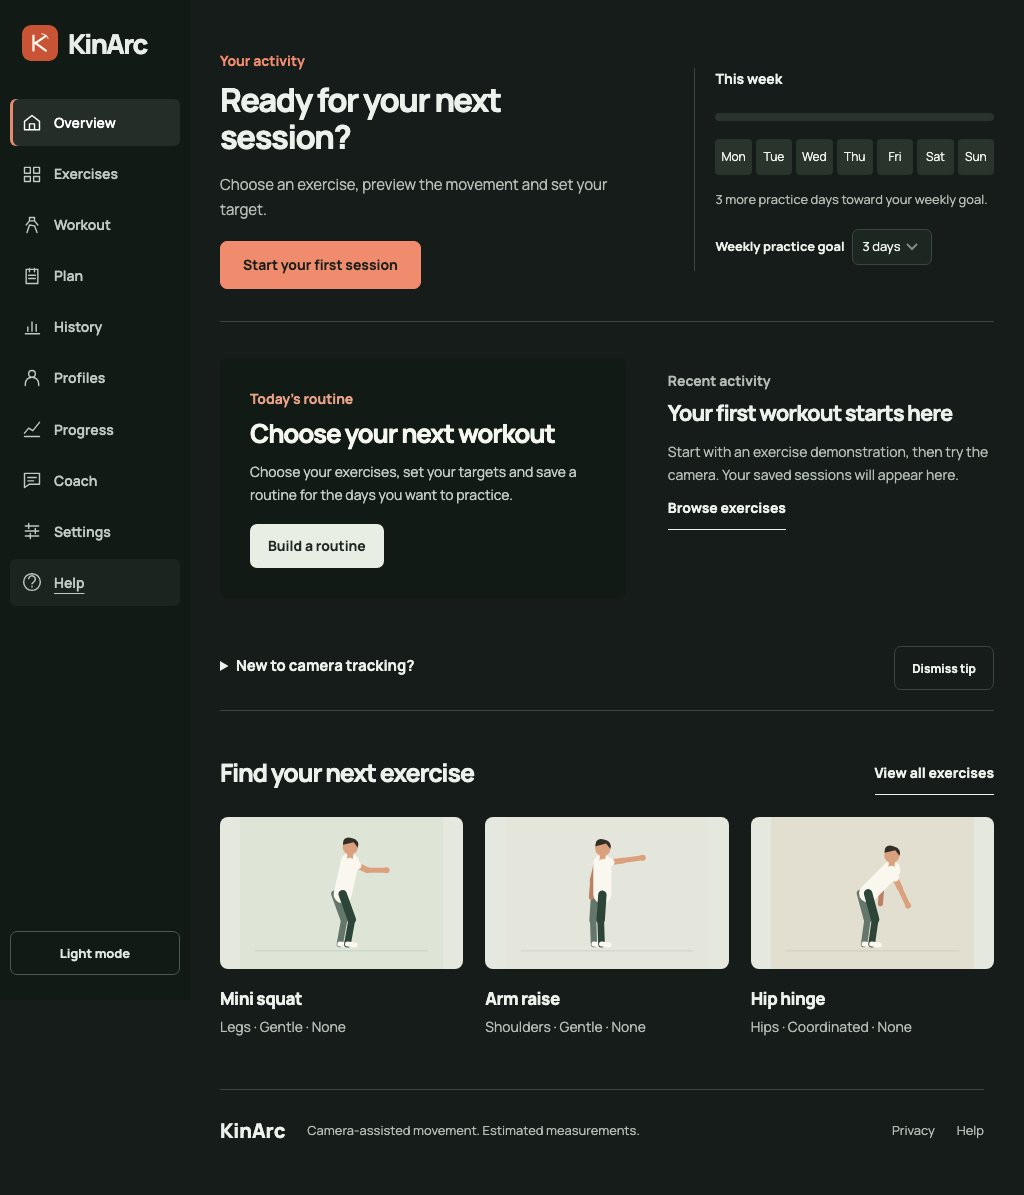 KinArc
Overview
Exercises
Workout
Plan
History
Profiles
Progress
Coach
Settings
Help
Light mode
Your activity
Ready for your next
session?
Choose an exercise, preview the movement and set your
target.
Start your first session
This week
Mon Tue Wed Thu Fri Sat Sun
3 more practice days toward your weekly goal.
Weekly practice goal 3 days
Today's routine
Choose your next workout
Choose your exercises, set your targets and save a
routine for the days you want to practice.
Build a routine
Recent activity
Your first workout starts here
Start with an exercise demonstration, then try the
camera. Your saved sessions will appear here.
Browse exercises
New to camera tracking?
Dismiss tip
Find your next exercise
View all exercises
Mini squat
Legs · Gentle · None
Arm raise
Shoulders · Gentle · None
Hip hinge
Hips · Coordinated · None
KinArc Camera-assisted movement. Estimated measurements.
Privacy Help